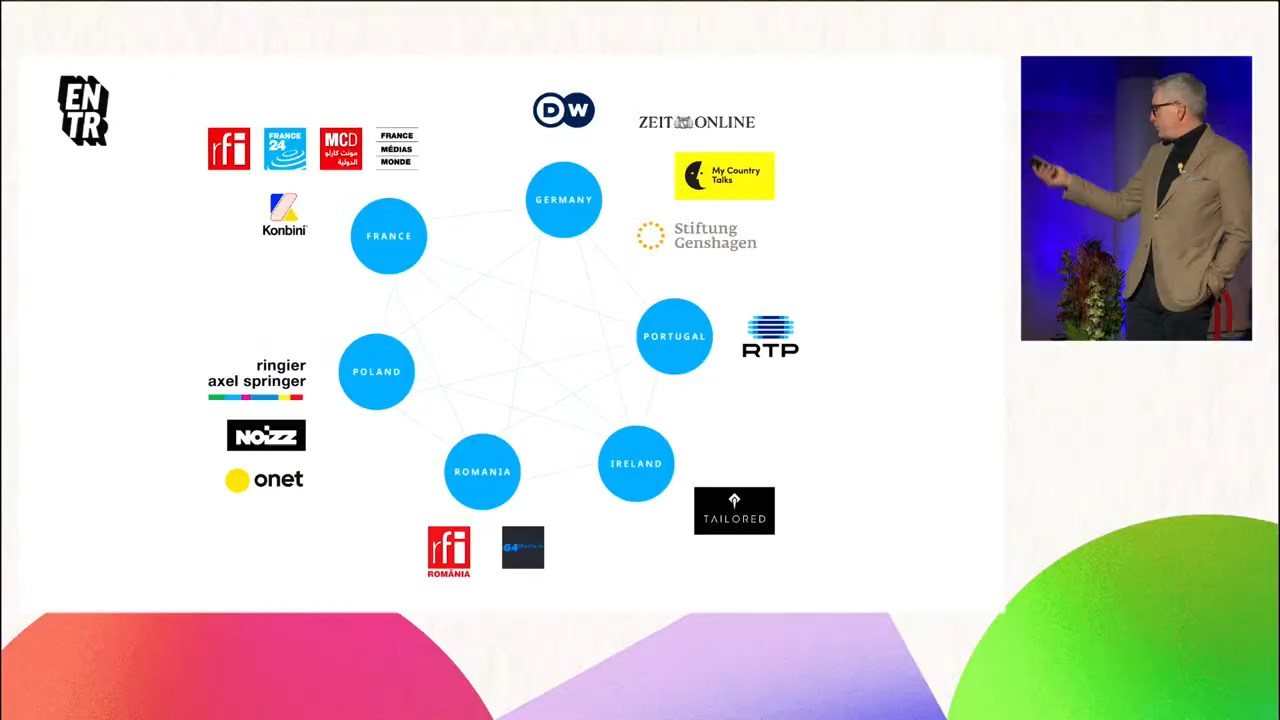 EN
TR
rfi
FRANCE
24
MCD
مونت كارلو
الدولية
FRANCE
MÉDIAS
MONDE
Konbini
DW
ZEIT ONLINE
My Country
Talks
Stiftung
Genshagen
GERMANY
FRANCE
PORTUGAL
RTP
POLAND
ringier
axel springer
NOIZZ
onet
ROMANIA
IRELAND
TAILORED
rfi
ROMÂNIA
G4